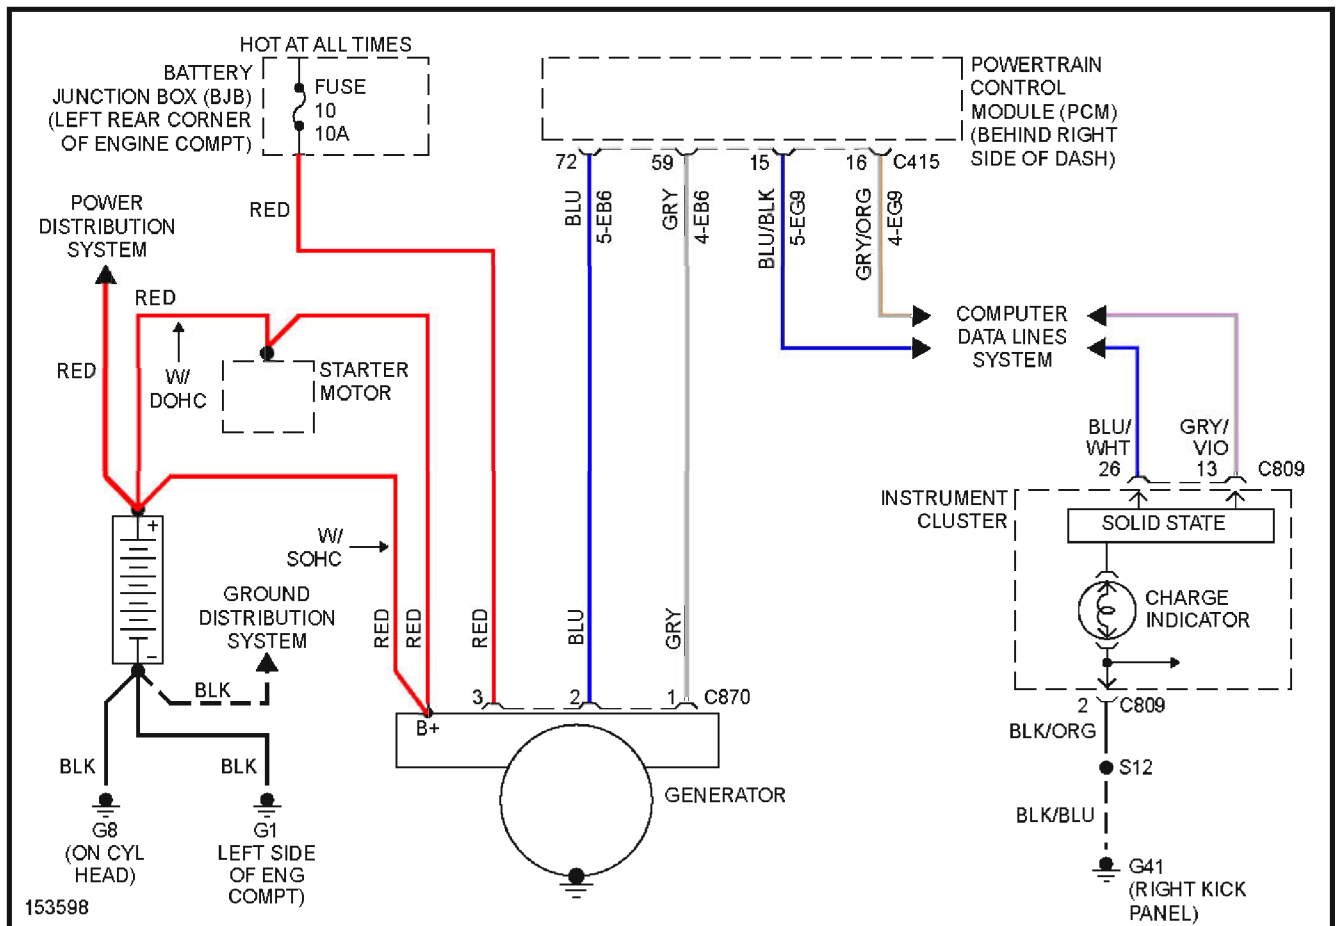 HOT AT ALL TIMES
BATTERY
JUNCTION BOX (BJB)
(LEFT REAR CORNER
OF ENGINE COMPT)
FUSE
10
10A
POWERTRAIN
CONTROL
MODULE (PCM)
(BEHIND RIGHT
SIDE OF DASH)
72
59
15
16
C415
RED
BLU
5-EB6
GRY
4-EB6
BLU/BLK
5-EG9
GRY/ORG
4-EG9
POWER
DISTRIBUTION
SYSTEM
RED
RED
W/
DOHC
STARTER
MOTOR
COMPUTER
DATA LINES
SYSTEM
BLU/
WHT
26
GRY/
VIO
13
C809
INSTRUMENT
CLUSTER
SOLID STATE
CHARGE
INDICATOR
+
−
W/
SOHC
GROUND
DISTRIBUTION
SYSTEM
RED
RED
RED
BLU
GRY
BLK
3
2
1
C870
B+
GENERATOR
2
C809
BLK/ORG
S12
BLK/BLU
G41
(RIGHT KICK
PANEL)
BLK
BLK
G8
(ON CYL
HEAD)
G1
LEFT SIDE
OF ENG
COMPT)
153598